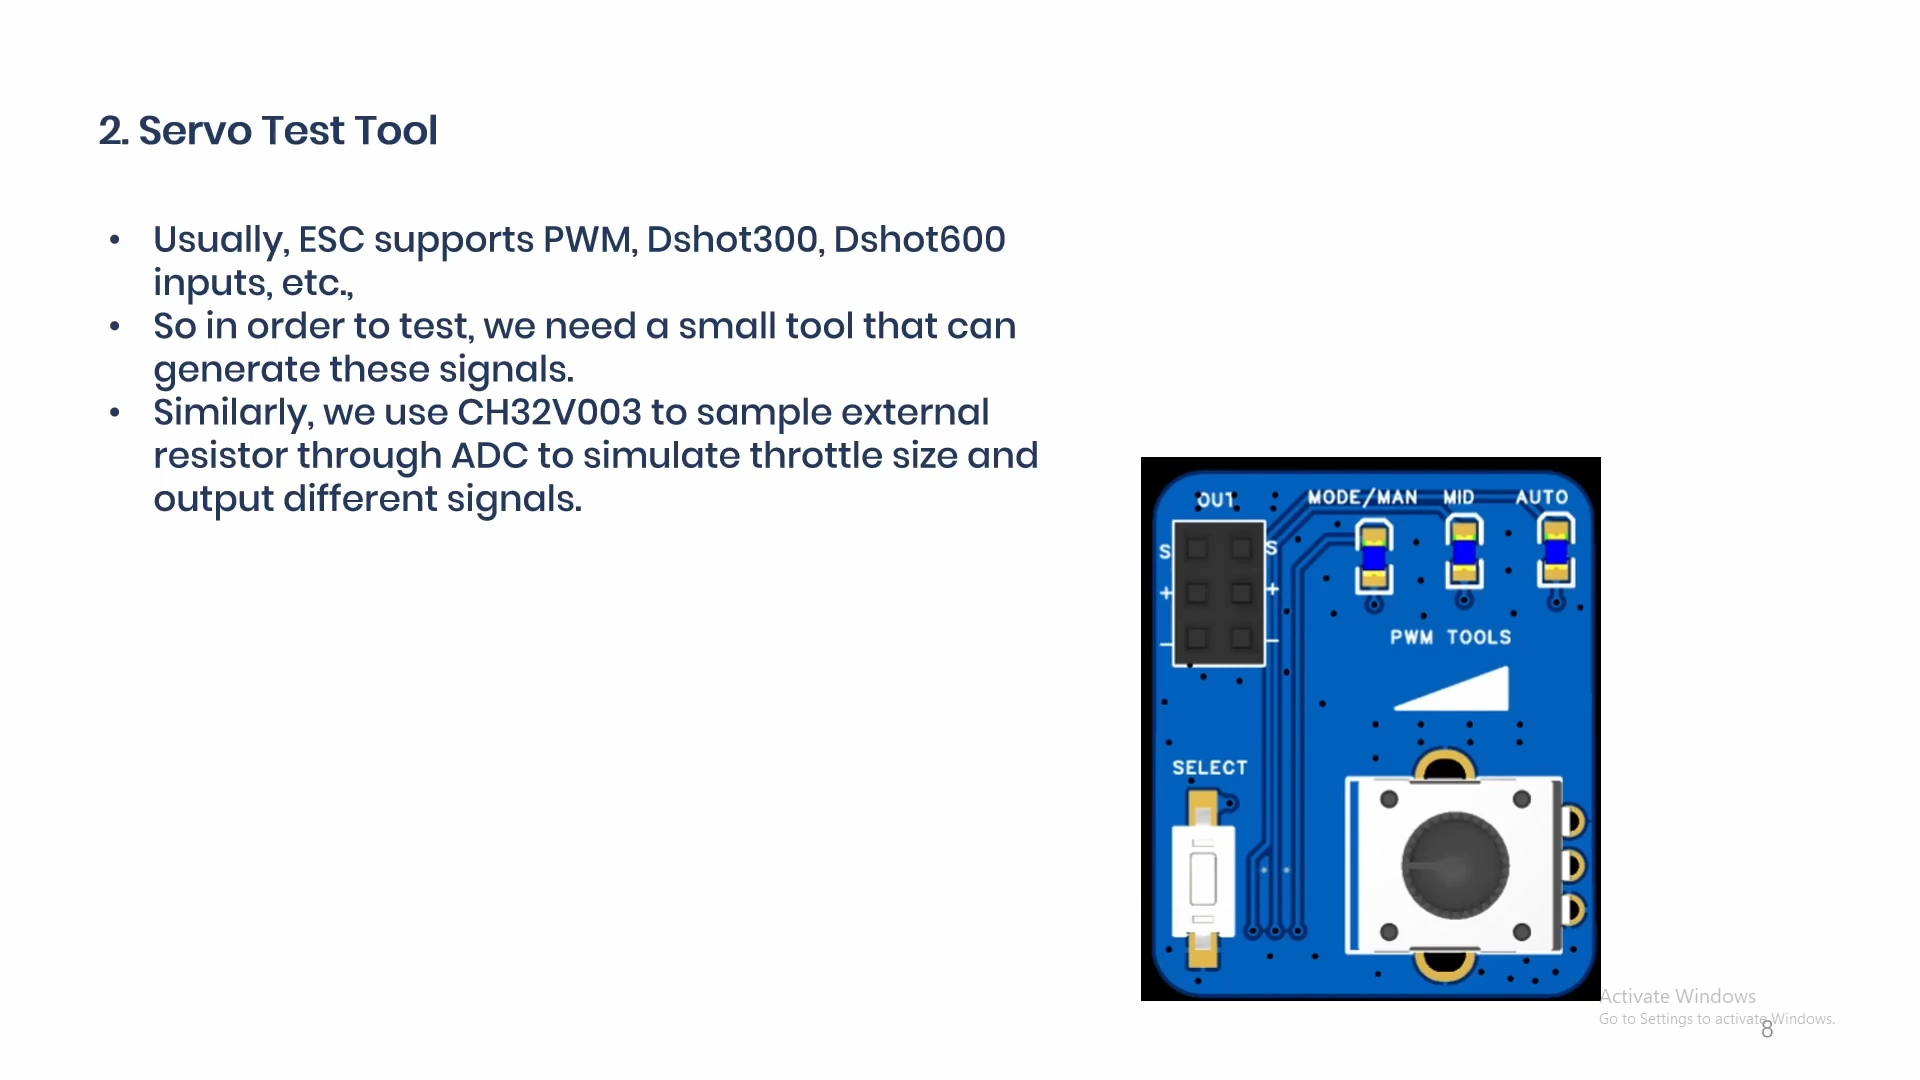 2. Servo Test Tool
• Usually, ESC supports PWM, Dshot300, Dshot600
inputs, etc.,
• So in order to test, we need a small tool that can
generate these signals.
• Similarly, we use CH32V003 to sample external
resistor through ADC to simulate throttle size and
output different signals.
OUT MODE/MAN MID AUTO
S S
+ +
– –
PWM TOOLS
SELECT
Activate Windows
Go to Settings to activate Windows.
8